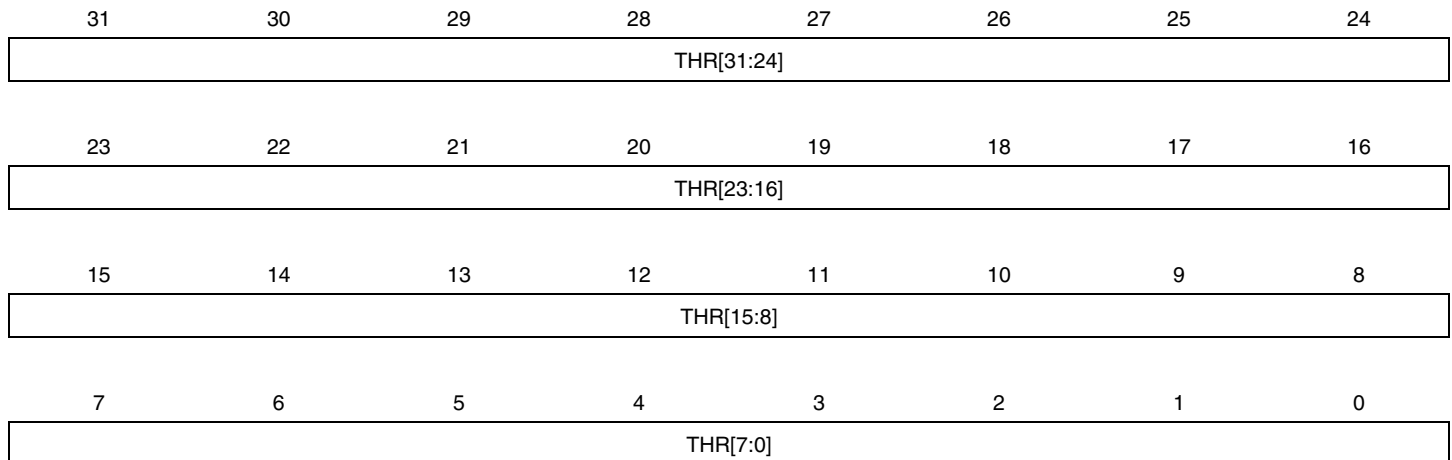 31 30 29 28 27 26 25 24
THR[31:24]
23 22 21 20 19 18 17 16
THR[23:16]
15 14 13 12 11 10 9 8
THR[15:8]
7 6 5 4 3 2 1 0
THR[7:0]